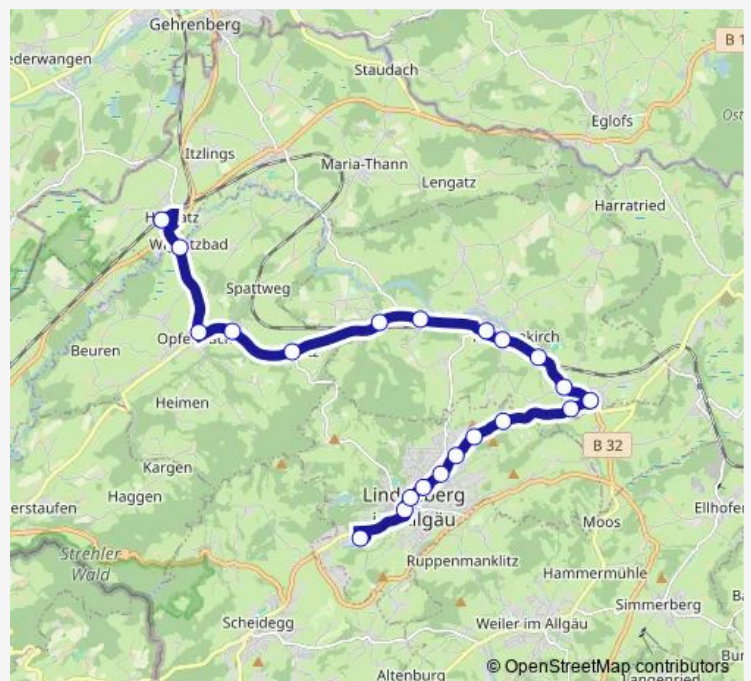 Gehrenberg
B 1
ederwangen
Staudach
Ost
Eglofs
Itzlings
Maria-Thann
Lengatz
Harratried
Spattweg
Beuren
Heimen
B 32
Kargen
Haggen
erstaufen
Ellhofe
Moos
Strehler
Wald
Ruppenmanklitz
Hammermühle
Simmerberg
Scheidegg
Weiler im Allgäu
Altenburg
© OpenStreetMap contributors